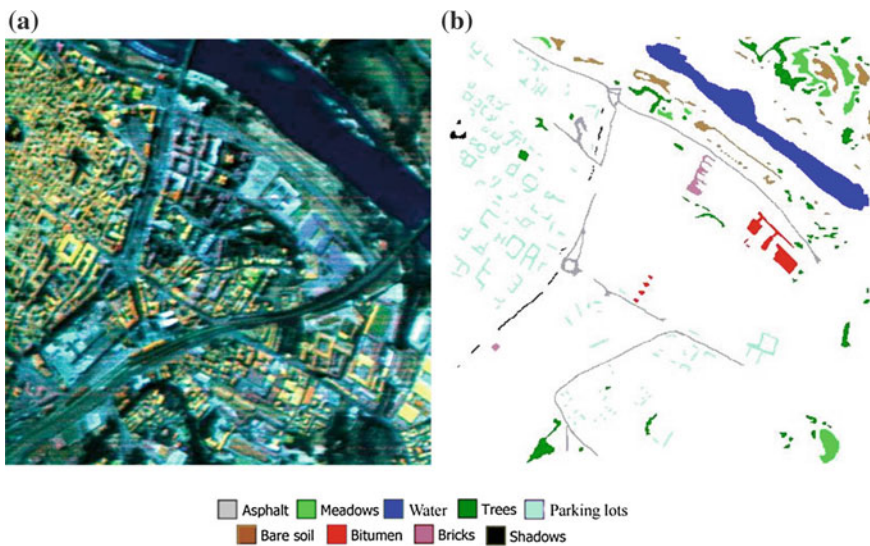 (a) (b)
Asphalt Meadows Water Trees Parking lots
Bare soil Bitumen Bricks Shadows